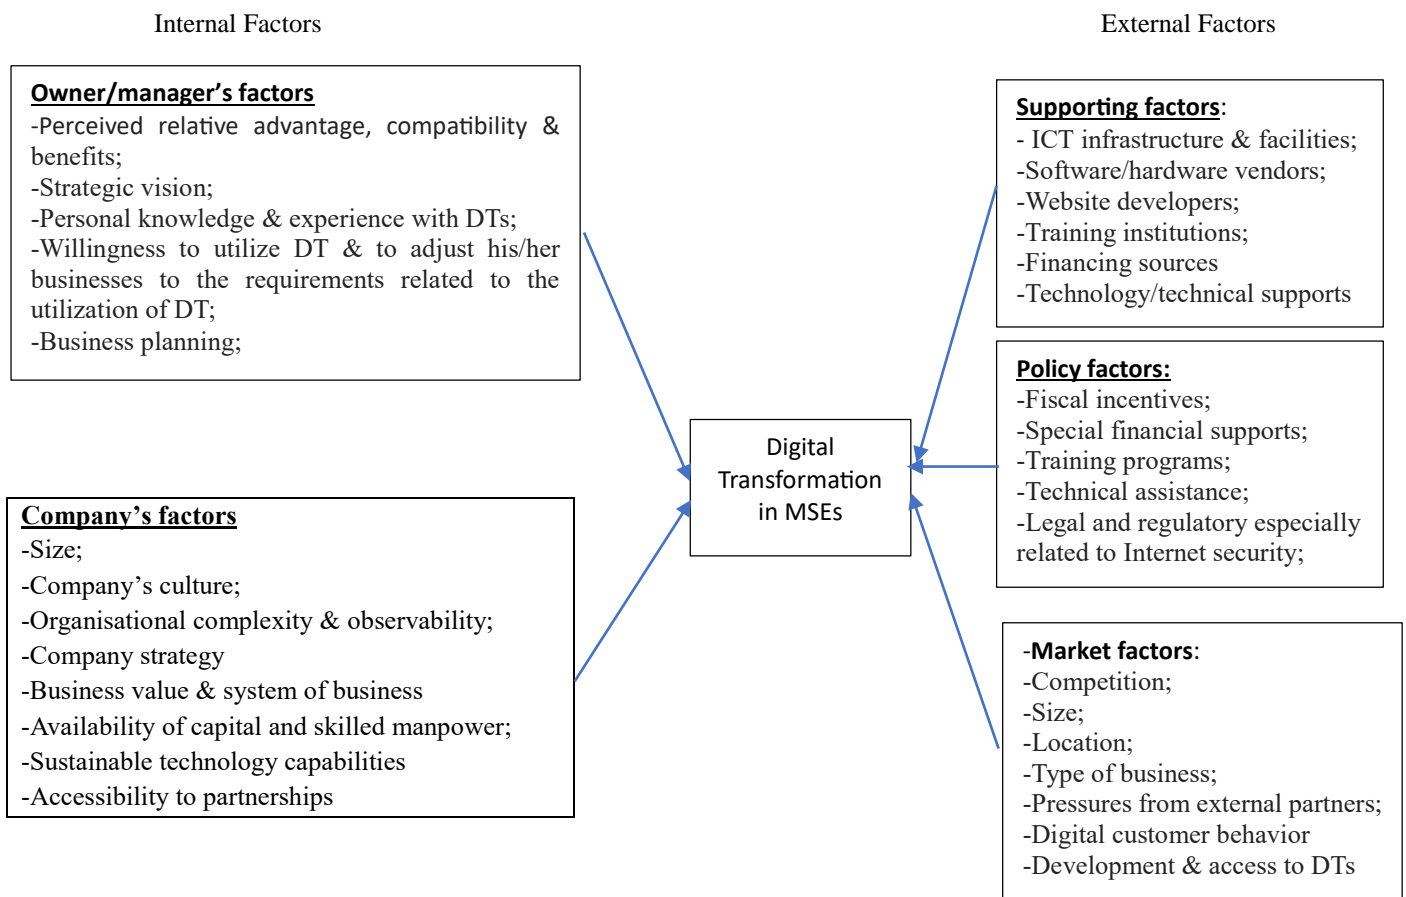 Internal Factors
External Factors
Owner/manager's factors
-Perceived relative advantage, compatibility &
benefits;
-Strategic vision;
-Personal knowledge & experience with DTs;
-Willingness to utilize DT & to adjust his/her
businesses to the requirements related to the
utilization of DT;
-Business planning;
Company's factors
-Size;
-Company's culture;
-Organisational complexity & observability;
-Company strategy
-Business value & system of business
-Availability of capital and skilled manpower;
-Sustainable technology capabilities
-Accessibility to partnerships
Digital
Transformation
in MSEs
Supporting factors:
- ICT infrastructure & facilities;
-Software/hardware vendors;
-Website developers;
-Training institutions;
-Financing sources
-Technology/technical supports
Policy factors:
-Fiscal incentives;
-Special financial supports;
-Training programs;
-Technical assistance;
-Legal and regulatory especially
related to Internet security;
-Market factors:
-Competition;
-Size;
-Location;
-Type of business;
-Pressures from external partners;
-Digital customer behavior
-Development & access to DTs